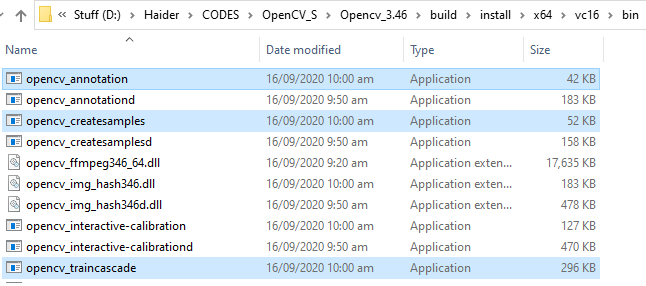 « Stuff (D:) > Haider > CODES > OpenCV_S > Opencv_3.46 > build > install > x64 > vc16 > bin
Name Date modified Type Size
opencv_annotation 16/09/2020 10:00 am Application 42 KB
opencv_annotationd 16/09/2020 9:50 am Application 183 KB
opencv_createsamples 16/09/2020 10:00 am Application 52 KB
opencv_createsamplesd 16/09/2020 9:50 am Application 158 KB
opencv_ffmpeg346_64.dll 16/09/2020 9:20 am Application exten... 17,635 KB
opencv_img_hash346.dll 16/09/2020 10:00 am Application exten... 183 KB
opencv_img_hash346d.dll 16/09/2020 9:50 am Application exten... 478 KB
opencv_interactive-calibration 16/09/2020 10:00 am Application 127 KB
opencv_interactive-calibrationd 16/09/2020 9:50 am Application 470 KB
opencv_traincascade 16/09/2020 10:00 am Application 296 KB